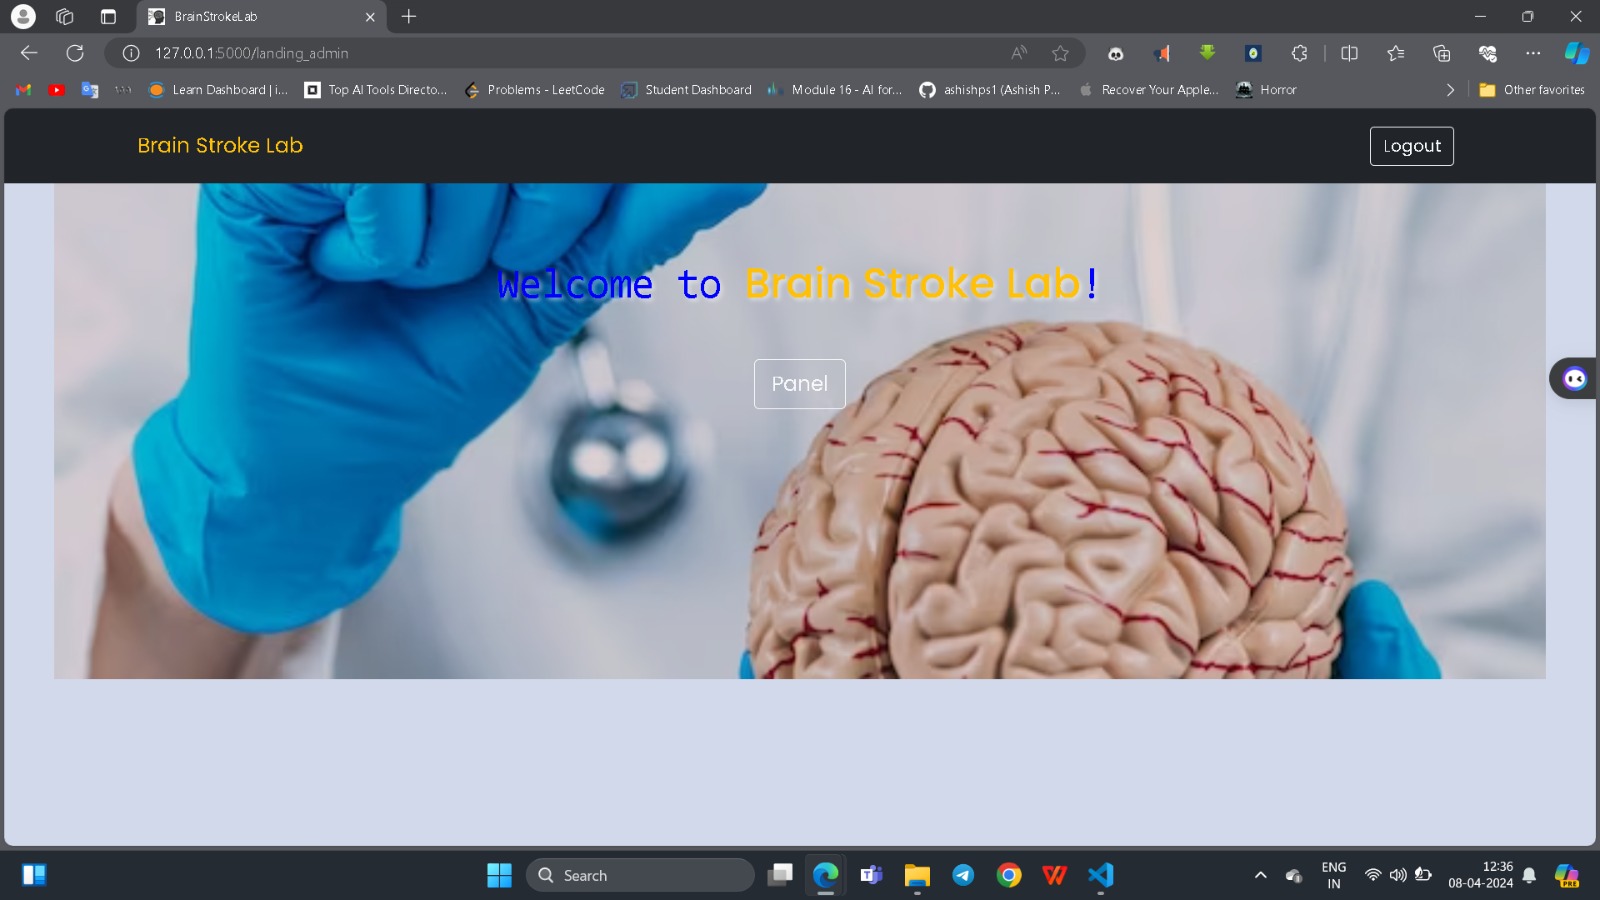 BrainStrokeLab
127.0.0.1:5000/landing_admin
Learn Dashboard | i...
Top AI Tools Directo...
Problems - LeetCode
Student Dashboard
Module 16 - AI for...
ashishps1 (Ashish P...
Recover Your Apple...
Horror
Other favorites
Brain Stroke Lab
Logout
Welcome to Brain Stroke Lab!
Panel
Search
ENG
IN
12:36
08-04-2024
PRE